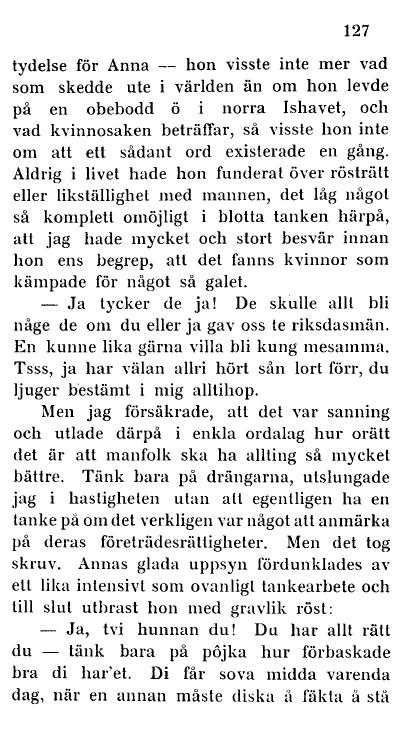 127
tydelse för Anna — hon visste inte mer vad
som skedde ute i världen än om hon levde
på en obebodd ö i norra Ishavet, och
vad kvinnosaken beträffar, så visste hon inte
om att ett sådant ord existerade en gång.
Aldrig i livet hade hon funderat över rösträtt
eller likställighet med mannen, det låg något
så komplett omöjligt i blotta tanken härpå,
att jag hade mycket och stort besvär innan
hon ens begrep, att det fanns kvinnor som
kämpade för något så galet.
— Ja tycker de ja! De skulle allt bli
någe de om du eller ja gav oss te riksdasmän.
En kunne lika gärna villa bli kung mesamma.
Tsss, ja har välan allri hört sån lort förr, du
ljuger bestämt i mig alltihop.
Men jag försäkrade, att det var sanning
och utlade därpå i enkla ordalag hur orätt
det är att manfolk ska ha allting så mycket
bättre. Tänk bara på drängarna, utslungade
jag i hastigheten utan att egentligen ha en
tanke på om det verkligen var något att anmärka
på deras företrädesrättigheter. Men det tog
skruv. Annas glada uppsyn fördunklades av
ett lika intensivt som ovanligt tankearbete och
till slut utbrast hon med gravlik röst:
— Ja, tvi hunnan du! Du har allt rätt
du — tänk bara på pôjka hur förbaskade
bra di har'et. Di får sova midda varenda
dag, när en annan måste diska å fäkta å stå